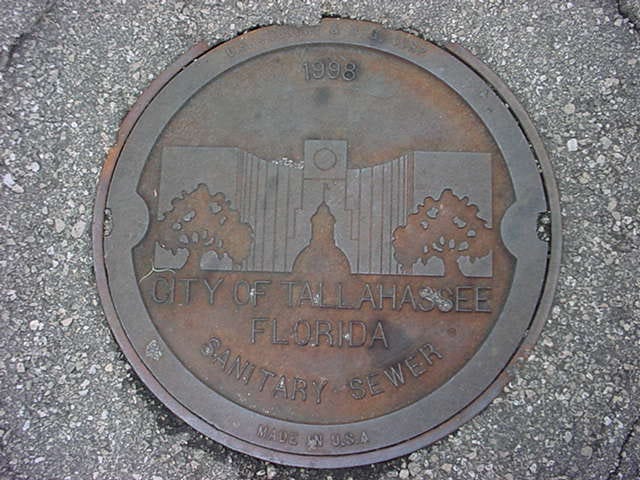 1998
CITY OF TALLAHASSEE
FLORIDA
SANITARY SEWER
MADE IN U.S.A